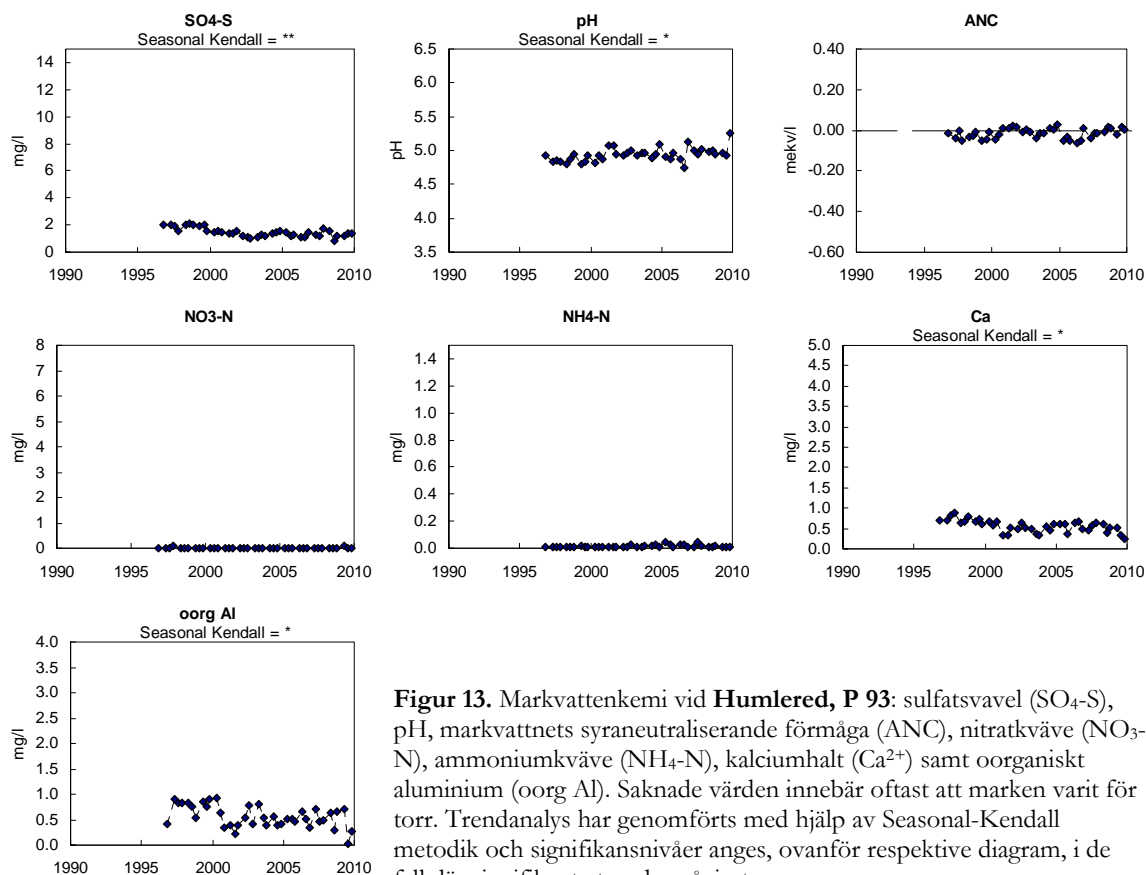 SO4-S
Seasonal Kendall = **
14
12
10
8
6
4
2
0
mg/l
1990 1995 2000 2005 2010
pH
Seasonal Kendall = *
6.5
6.0
5.5
5.0
4.5
4.0
3.5
pH
1990 1995 2000 2005 2010
ANC
0.40
0.20
0.00
-0.20
-0.40
-0.60
mekv/l
1990 1995 2000 2005 2010
NO3-N
8
7
6
5
4
3
2
1
0
mg/l
1990 1995 2000 2005 2010
NH4-N
1.4
1.2
1.0
0.8
0.6
0.4
0.2
0.0
mg/l
1990 1995 2000 2005 2010
Ca
Seasonal Kendall = *
5.0
4.5
4.0
3.5
3.0
2.5
2.0
1.5
1.0
0.5
0.0
mg/l
1990 1995 2000 2005 2010
oorg Al
Seasonal Kendall = *
4.0
3.5
3.0
2.5
2.0
1.5
1.0
0.5
0.0
mg/l
1990 1995 2000 2005 2010
Figur 13. Markvattenkemi vid Humlered, P 93: sulfatsvavel (SO4-S),
pH, markvattnets syraneutraliserande förmåga (ANC), nitratkväve (NO3-
N), ammoniumkväve (NH4-N), kalciumhalt (Ca2+) samt oorganiskt
aluminium (oorg Al). Saknade värden innebär oftast att marken varit för
torr. Trendanalys har genomförts med hjälp av Seasonal-Kendall
metodik och signifikansnivåer anges, ovanför respektive diagram, i de